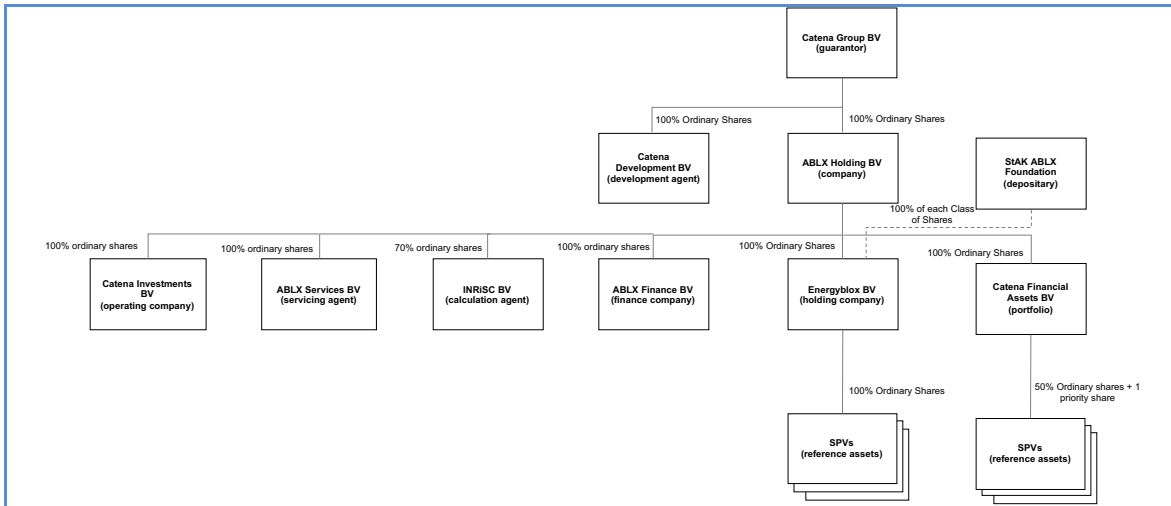 Catena Group BV
(guarantor)
100% Ordinary Shares
100% Ordinary Shares
Catena
Development BV
(development agent)
ABLX Holding BV
(company)
StAK ABLX
Foundation
(depositary)
100% of each Class
of Shares
100% ordinary shares
100% ordinary shares
70% ordinary shares
100% ordinary shares
100% Ordinary Shares
100% Ordinary Shares
Catena Investments
BV
(operating company)
ABLX Services BV
(servicing agent)
INRiSC BV
(calculation agent)
ABLX Finance BV
(finance company)
Energyblox BV
(holding company)
Catena Financial
Assets BV
(portfolio)
100% Ordinary Shares
50% Ordinary shares + 1
priority share
SPVs
(reference assets)
SPVs
(reference assets)